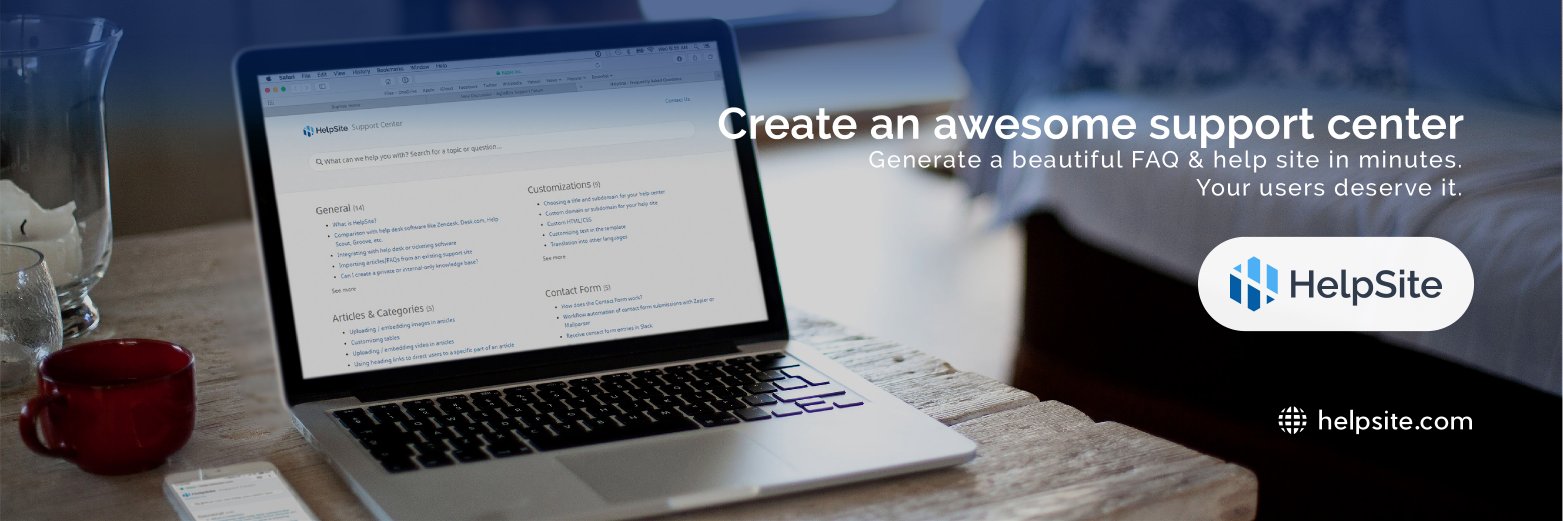 Safari File Edit View History Bookmarks Window Help
Apple Inc.
Contact Us
HelpSite Support Center
What can we help you with? Search for a topic or question...
General (14)
What is HelpSite?
Comparison with help desk software like Zendesk, Desk.com, Help
Scout, Groove, etc.
Integrating with help desk or ticketing software
Importing articles/FAQs from an existing support site
Can I create a private or internal-only knowledge base?
See more
Customizations (9)
Choosing a title and subdomain for your help center
Custom domain or subdomain for your help site
Custom HTML/CSS
Customizing text in the template
Translation into other languages
See more
Articles & Categories (5)
Uploading / embedding images in articles
Customizing tables
Uploading / embedding video in articles
Using heading links to direct users to a specific part of an article
Contact Form (5)
How does the Contact Form work?
Workflow automation of contact form submissions with Zapier or
Mailparser
Receive contact form entries in Slack
Create an awesome support center
Generate a beautiful FAQ & help site in minutes.
Your users deserve it.
HelpSite
helpsite.com
HelpSite